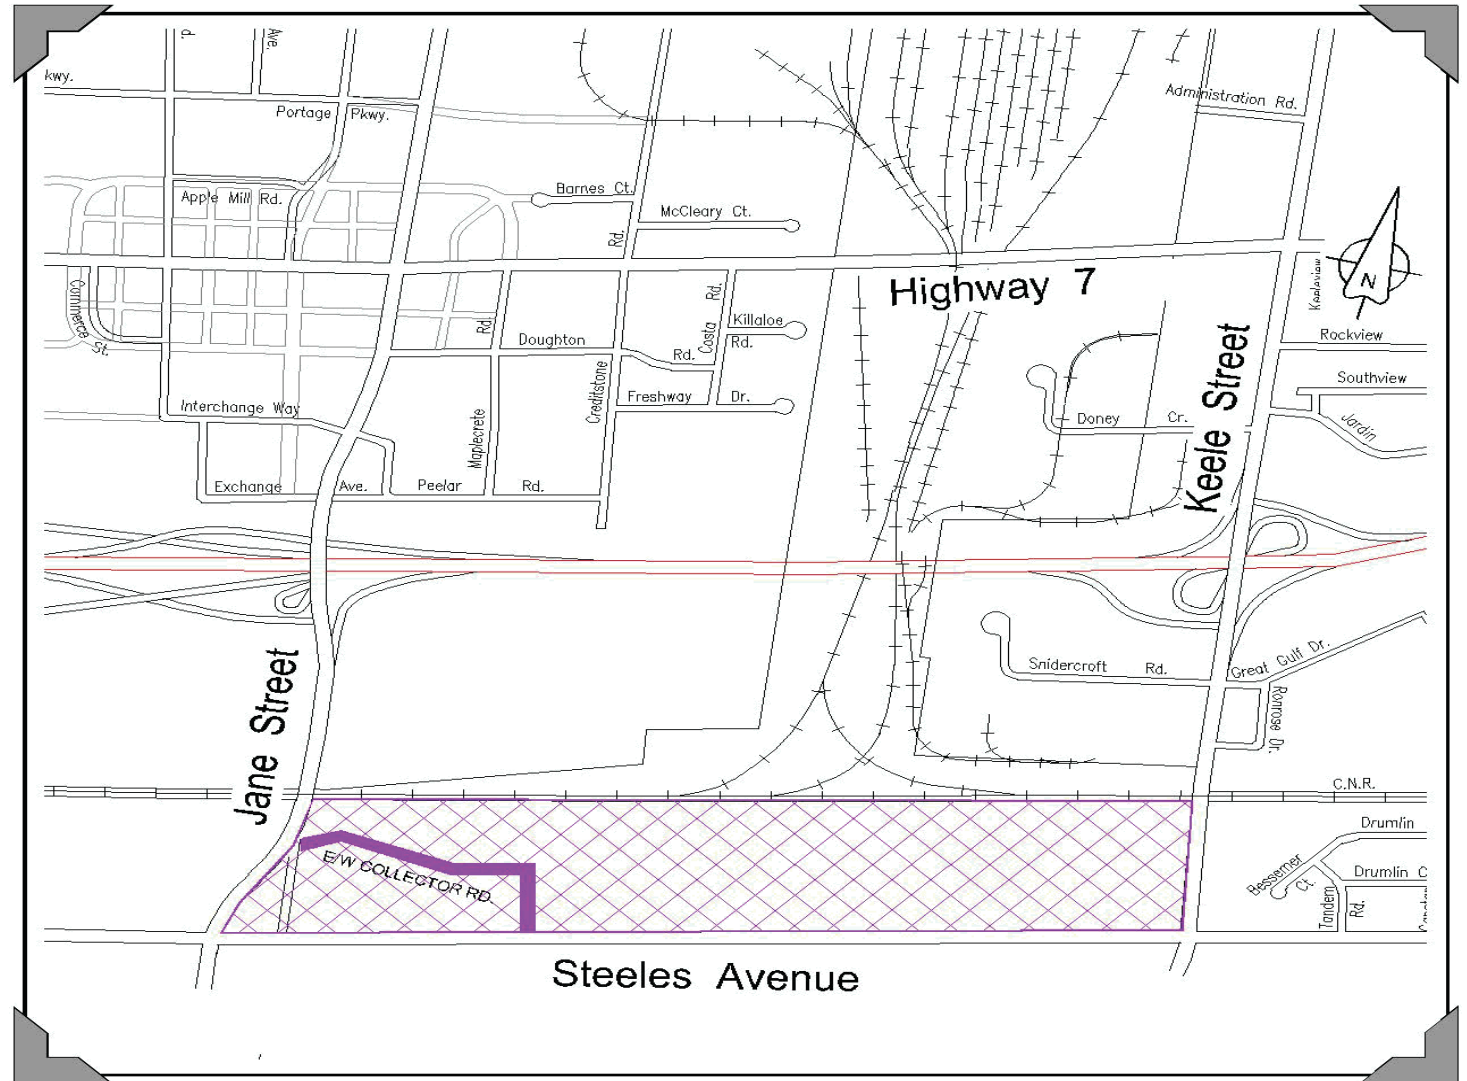 d.
Ave.
kwy.
Portage Pkwy.
Administration Rd.
Apple Mill Rd.
Barnes Ct.
McCleary Ct.
Rd.
Highway 7
N
Keeleview
Commerce St.
Rd.
Doughton Rd.
Costa Rd.
Killaloe Rd.
Rockview
Southview
Jardin
Interchange Way
Maplecrete
Creditstone
Freshway Dr.
Doney Cr.
Keele Street
Exchange Ave.
Peelar Rd.
Jane Street
Snidercroft Rd.
Great Gulf Dr.
Ronrose Dr.
C.N.R.
E/W COLLECTOR RD.
Drumlin
Bessemer Ct.
Drumlin C
Tandem Rd.
Steeles Avenue